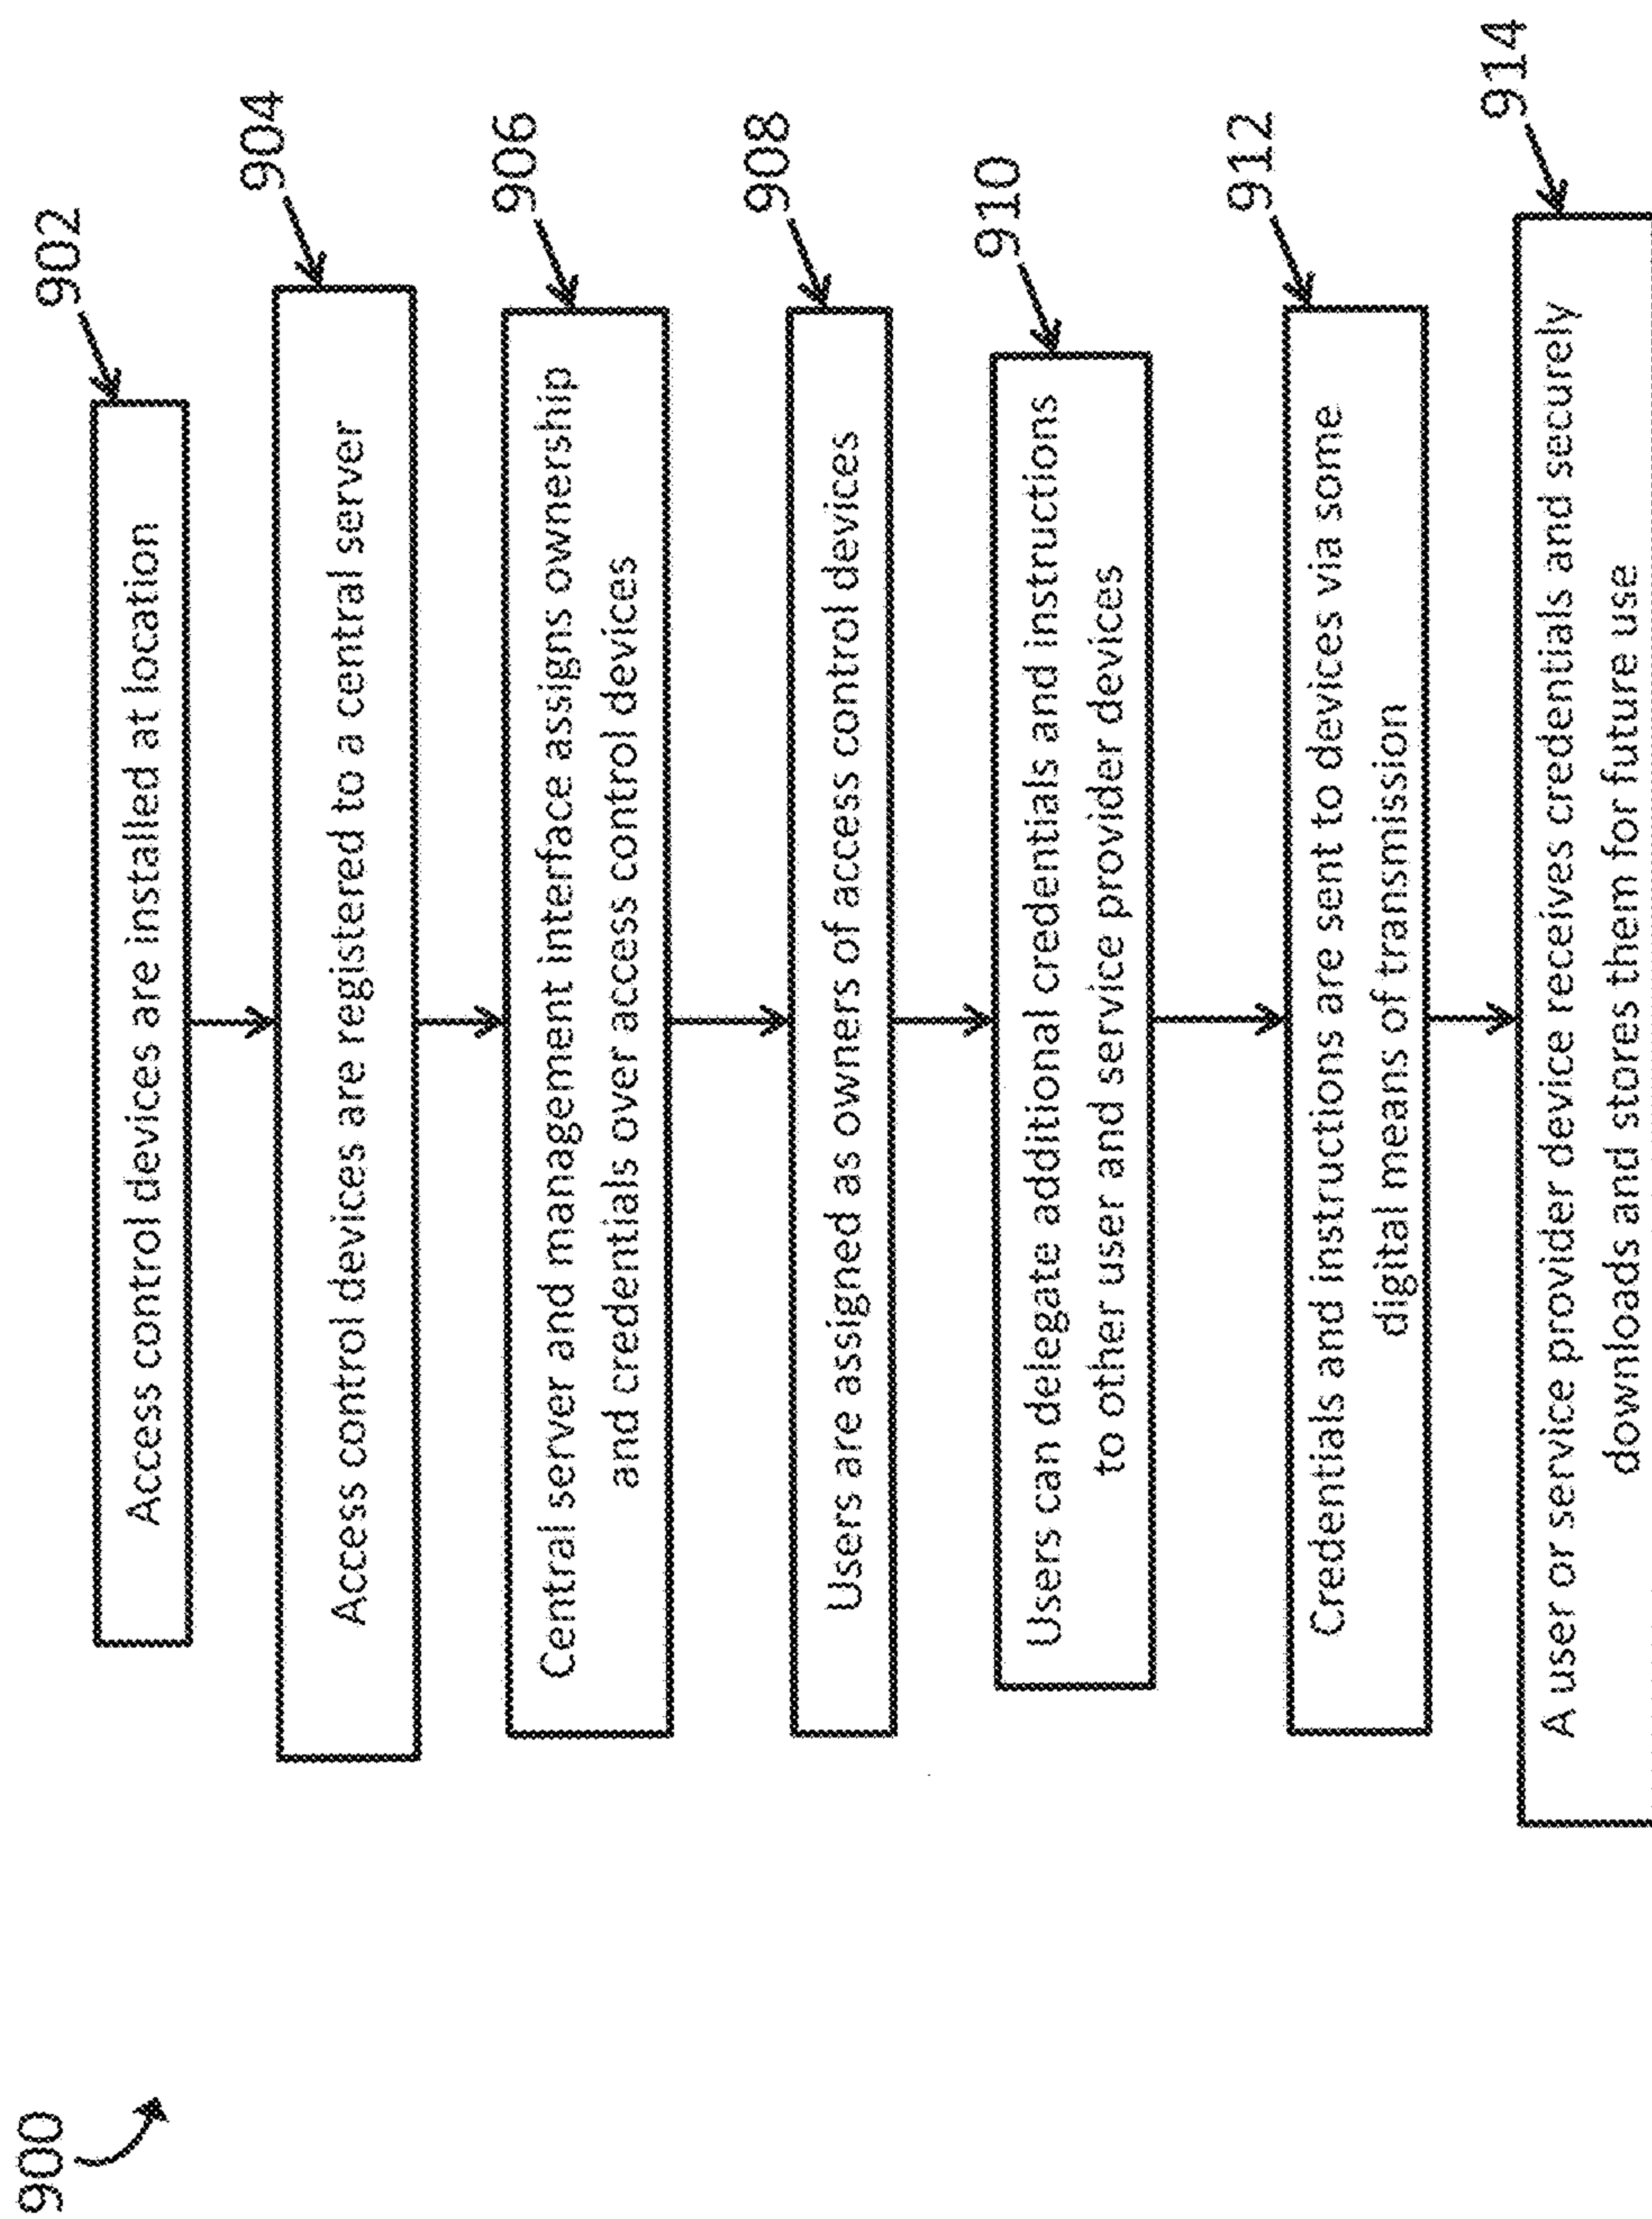 900
902
Access control devices are installed at location
904
Access control devices are registered to a central server
906
Central server and management interface assigns ownership
and credentials over access control devices
908
Users are assigned as owners of access control devices
910
Users can delegate additional credentials and instructions
to other user and service provider devices
912
Credentials and instructions are sent to devices via some
digital means of transmission
914
A user or service provider device receives credentials and securely
downloads and stores them for future use